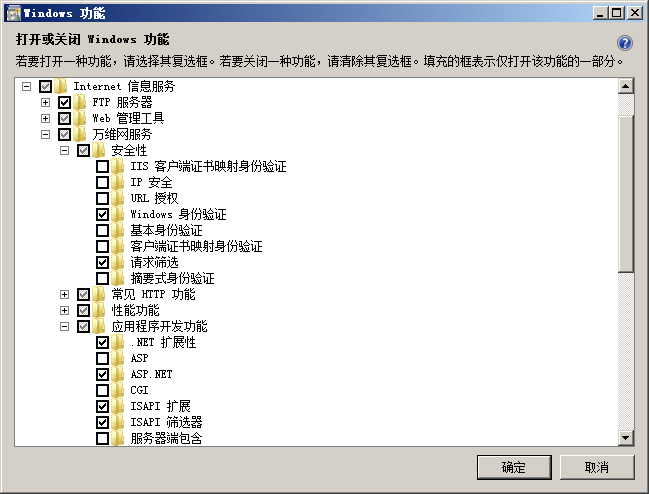 Windows 功能
打开或关闭 Windows 功能
若要打开一种功能，请选择其复选框。若要关闭一种功能，请清除其复选框。填充的框表示仅打开该功能的一部分。
Internet 信息服务
FTP 服务器
Web 管理工具
万维网服务
安全性
IIS 客户端证书映射身份验证
IP 安全
URL 授权
Windows 身份验证
基本身份验证
客户端证书映射身份验证
请求筛选
摘要式身份验证
常见 HTTP 功能
性能功能
应用程序开发功能
.NET 扩展性
ASP
ASP.NET
CGI
ISAPI 扩展
ISAPI 筛选器
服务器端包含
确定 取消